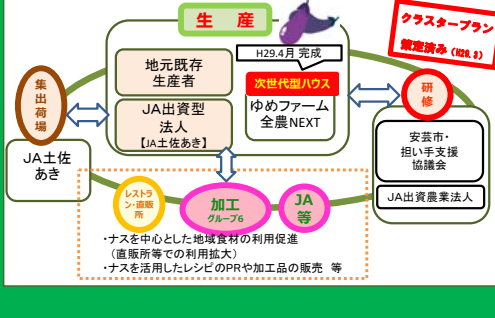 生 産
クラスタープラン
策定済み（H29.3）
H29.4月 完成
地元既存
生産者
次世代型ハウス
ゆめファーム
全農NEXT
JA出資型
法人
【JA土佐あき】
集出荷場
JA土佐
あき
研修
安芸市・
担い手支援
協議会
JA出資農業法人
レストラ
ン・直販
所
加工
グループ6
JA
等
・ナスを中心とした地域食材の利用促進
（直販所等での利用拡大）
・ナスを活用したレシピのPRや加工品の販売 等